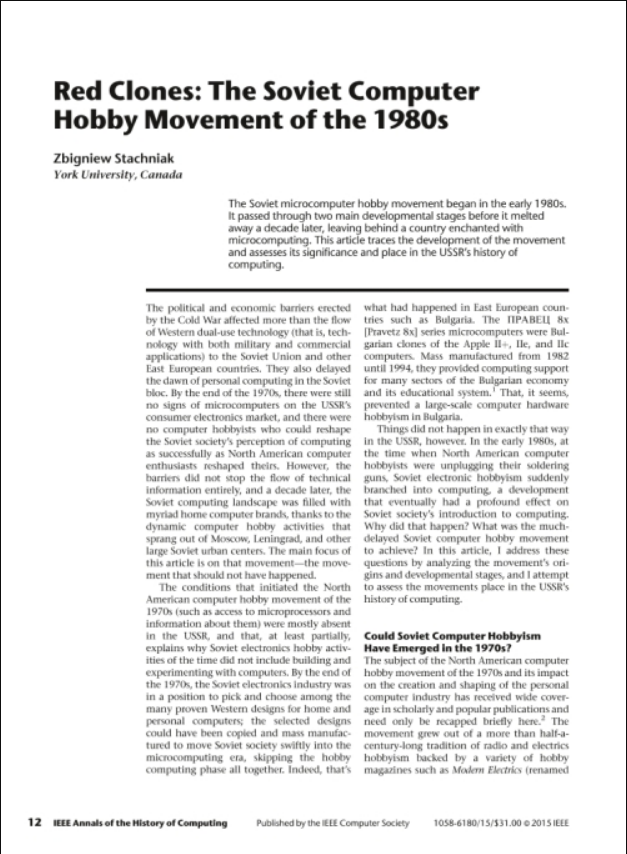 Red Clones: The Soviet Computer
Hobby Movement of the 1980s
Zbigniew Stachniak
York University, Canada
The Soviet microcomputer hobby movement began in the early 1980s.
It passed through two main developmental stages before it melted
away a decade later, leaving behind a country enchanted with
microcomputing. This article traces the development of the movement
and assesses its significance and place in the USSR's history of
computing.
The political and economic barriers erected
by the Cold War affected more than the flow
of Western dual-use technology (that is, tech-
nology with both military and commercial
applications) to the Soviet Union and other
East European countries. They also delayed
the dawn of personal computing in the Soviet
bloc. By the end of the 1970s, there were still
no signs of microcomputers on the USSR's
consumer electronics market, and there were
no computer hobbyists who could reshape
the Soviet society's perception of computing
as successfully as North American computer
enthusiasts reshaped theirs. However, the
barriers did not stop the flow of technical
information entirely, and a decade later, the
Soviet computing landscape was filled with
myriad home computer brands, thanks to the
dynamic computer hobby activities that
sprang out of Moscow, Leningrad, and other
large Soviet urban centers. The main focus of
this article is on that movement—the move-
ment that should not have happened.
The conditions that initiated the North
American computer hobby movement of the
1970s (such as access to microprocessors and
information about them) were mostly absent
in the USSR, and that, at least partially,
explains why Soviet electronics hobby activ-
ities of the time did not include building and
experimenting with computers. By the end of
the 1970s, the Soviet electronics industry was
in a position to pick and choose among the
many proven Western designs for home and
personal computers; the selected designs
could have been copied and mass manufac-
tured to move Soviet society swiftly into the
microcomputing era, skipping the hobby
computing phase all together. Indeed, that's
what had happened in East European coun-
tries such as Bulgaria. The ПРАВЕЦ 8x
[Pravetz 8x] series microcomputers were Bul-
garian clones of the Apple II+, IIe, and IIc
computers. Mass manufactured from 1982
until 1994, they provided computing support
for many sectors of the Bulgarian economy
and its educational system.1 That, it seems,
prevented a large-scale computer hardware
hobbyism in Bulgaria.
Things did not happen in exactly that way
in the USSR, however. In the early 1980s, at
the time when North American computer
hobbyists were unplugging their soldering
guns, Soviet electronic hobbyism suddenly
branched into computing, a development
that eventually had a profound effect on
Soviet society's introduction to computing.
Why did that happen? What was the much-
delayed Soviet computer hobby movement
to achieve? In this article, I address these
questions by analyzing the movement's ori-
gins and developmental stages, and I attempt
to assess the movements place in the USSR's
history of computing.
Could Soviet Computer Hobbyism
Have Emerged in the 1970s?
The subject of the North American computer
hobby movement of the 1970s and its impact
on the creation and shaping of the personal
computer industry has received wide cover-
age in scholarly and popular publications and
need only be recapped briefly here.2 The
movement grew out of a more than half-a-
century-long tradition of radio and electrics
hobbyism backed by a variety of hobby
magazines such as Modern Electrics (renamed
12 IEEE Annals of the History of Computing Published by the IEEE Computer Society 1058-6180/15/$31.00 © 2015 IEEE